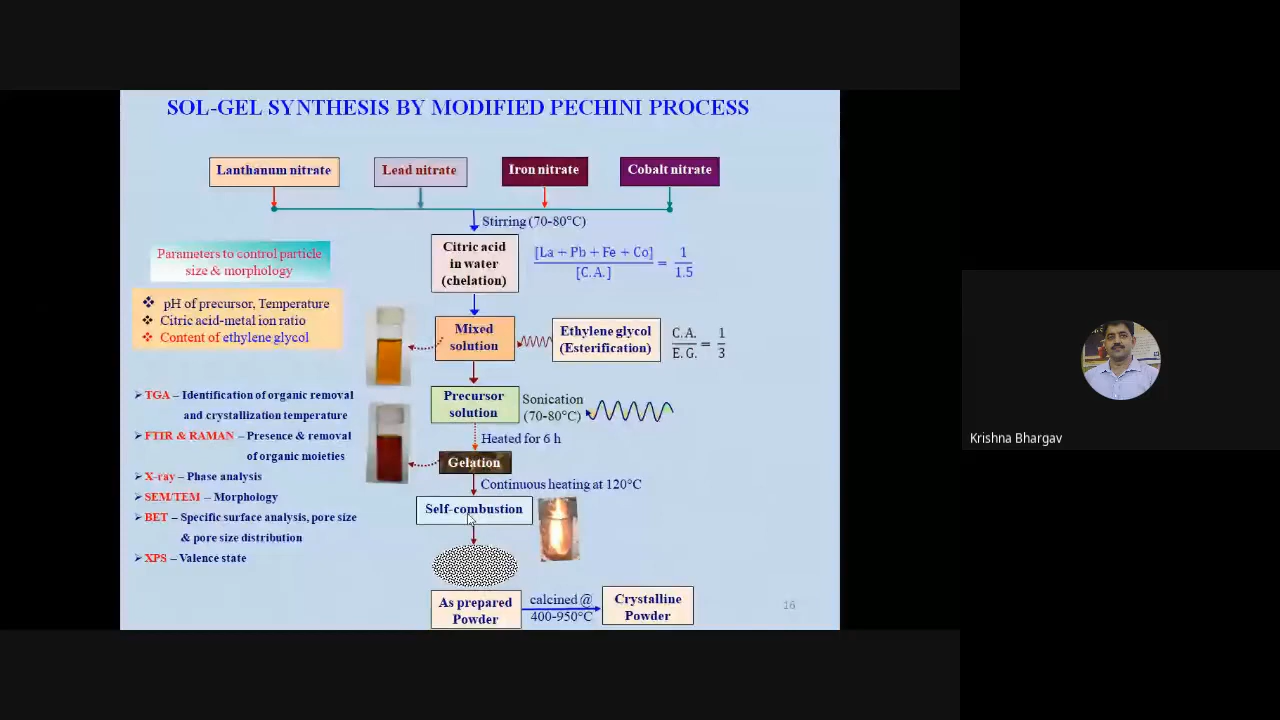 SOL-GEL SYNTHESIS BY MODIFIED PECHINI PROCESS
Lanthanum nitrate
Lead nitrate
Iron nitrate
Cobalt nitrate
Stirring (70-80°C)
Citric acid
in water
(chelation)
[La + Pb + Fe + Co]
[C.A.]
=
1
1.5
Parameters to control particle
size & morphology
❖ pH of precursor, Temperature
❖ Citric acid-metal ion ratio
❖ Content of ethylene glycol
Mixed
solution
Ethylene glycol
(Esterification)
C.A.
E.G.
=
1
3
Precursor
solution
Sonication
(70-80°C)
Heated for 6 h
Gelation
Continuous heating at 120°C
Self-combustion
➢ TGA – Identification of organic removal
and crystallization temperature
➢ FTIR & RAMAN – Presence & removal
of organic moieties
➢ X-ray – Phase analysis
➢ SEM/TEM – Morphology
➢ BET – Specific surface analysis, pore size
& pore size distribution
➢ XPS – Valence state
As prepared
Powder
calcined @
400-950°C
Crystalline
Powder
16
Krishna Bhargav